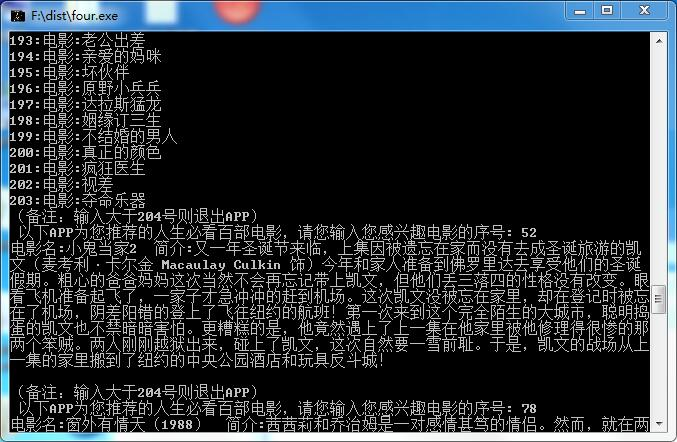 F:\dist\four.exe
193:电影:老公出差
194:电影:亲爱的妈咪
195:电影:坏伙伴
196:电影:原野小兵兵
197:电影:达拉斯猛龙
198:电影:姻缘订三生
199:电影:不结婚的男人
200:电影:真正的颜色
201:电影:疯狂医生
202:电影:视差
203:电影:夺命乐器
（备注：输入大于204号则退出APP）
以下APP为您推荐的人生必看百部电影，请您输入您感兴趣电影的序号：52
电影名:小鬼当家2  简介:又一年圣诞节来临，上集因被遗忘在家而没有去成圣诞旅游的凯
文（麦考利·卡尔金 Macaulay Culkin 饰）今年和家人准备到佛罗里达去享受他们的圣诞
假期。粗心的爸爸妈妈这次当然不会再忘记带上凯文，但他们丢三落四的性格没有改变。眼
看飞机准备起飞了，一家子才急冲冲的赶到机场。这次凯文没被忘在家里，却在登记时被忘
在了机场，阴差阳错的登上了飞往纽约的航班！第一次来到这个完全陌生的大城市，聪明捣
蛋的凯文也不禁暗暗害怕。更糟糕的是，他竟然遇上了上一集在他家里被他修理得很惨的那
两个笨贼。两人刚刚越狱出来，碰上了凯文，这次自然要一雪前耻。于是，凯文的战场从上
一集的家里搬到了纽约的中央公园酒店和玩具反斗城！
（备注：输入大于204号则退出APP）
以下APP为您推荐的人生必看百部电影，请您输入您感兴趣电影的序号：78
电影名:窗外有情天（1988）  简介:西茜莉和乔治姆是一对感情甚笃的情侣。然而，就在两